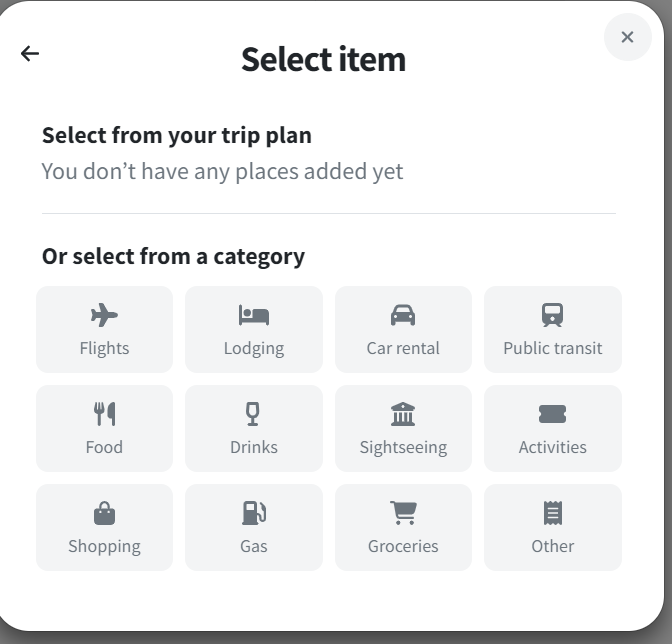 Select item
Select from your trip plan
You don’t have any places added yet
Or select from a category
Flights
Lodging
Car rental
Public transit
Food
Drinks
Sightseeing
Activities
Shopping
Gas
Groceries
Other